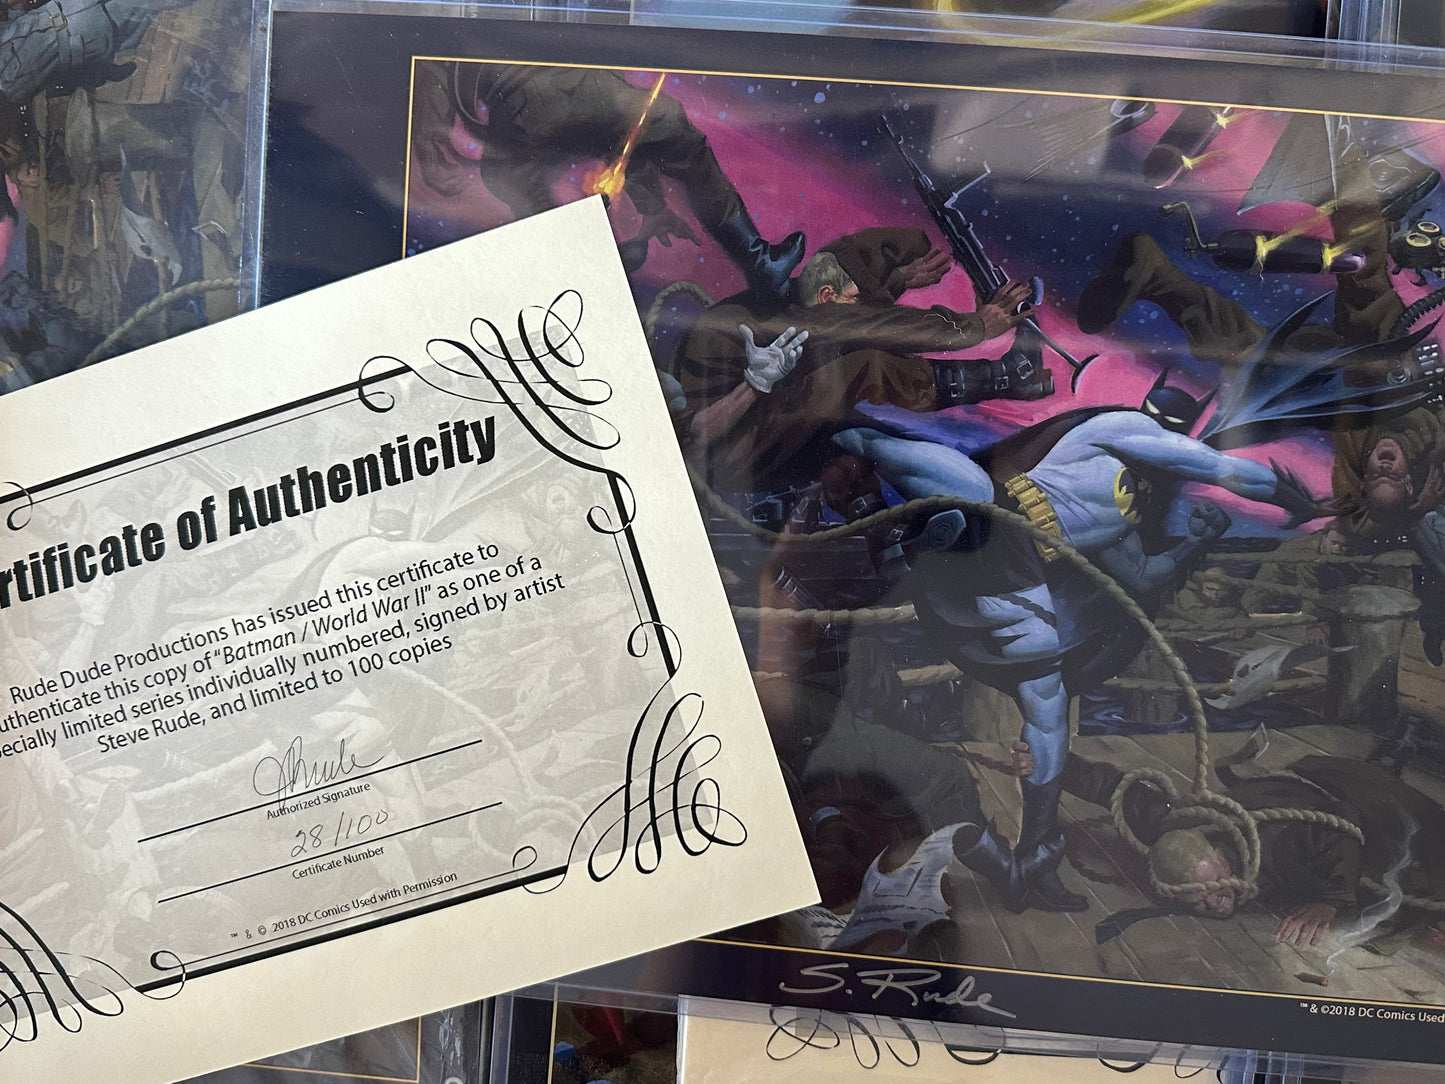 rtificate of Authenticity
Rude Dude Productions has issued this certificate to
uthenticate this copy of "Batman / World War II" as one of a
ecially limited series individually numbered, signed by artist
Steve Rude, and limited to 100 copies
SRude
Authorized Signature
28/100
Certificate Number
™ & © 2018 DC Comics Used with Permission
S. Rude
™ & ©2018 DC Comics Used